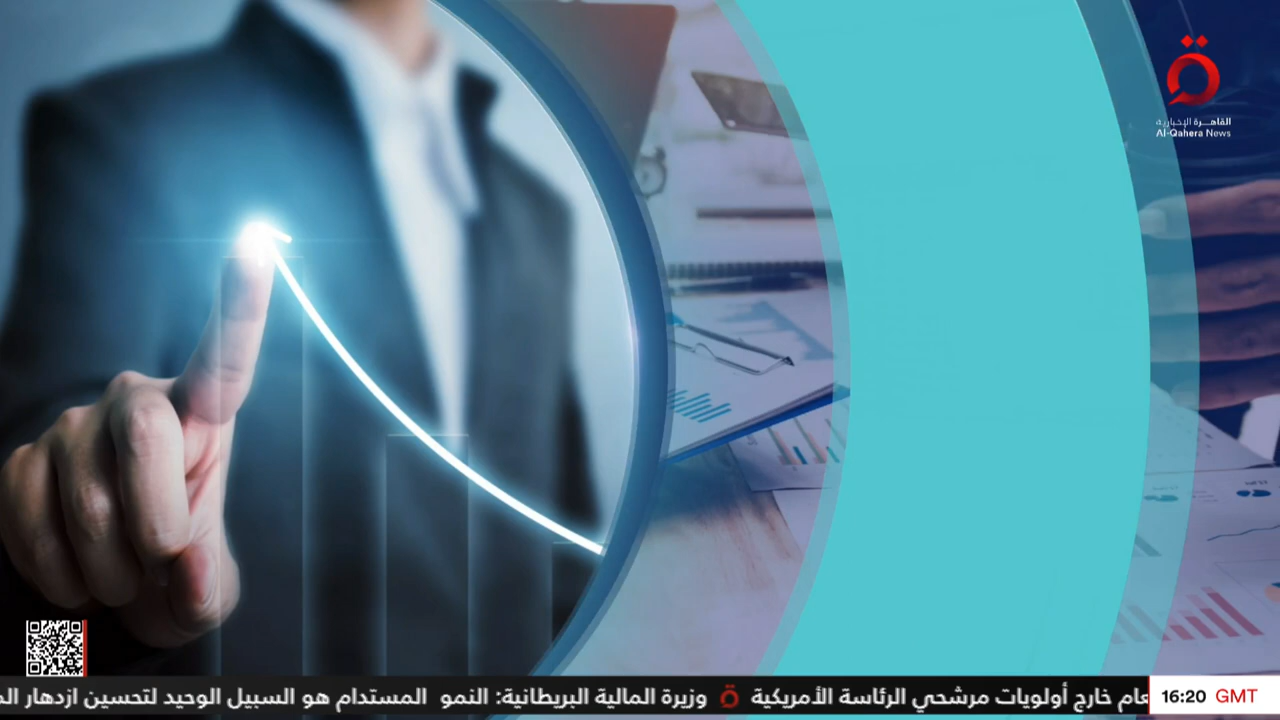 القاهرة الإخبارية
Al-Qahera News
عام خارج أولويات مرشحي الرئاسة الأمريكية وزيرة المالية البريطانية: النمو المستدام هو السبيل الوحيد لتحسين ازدهار
16:20 GMT